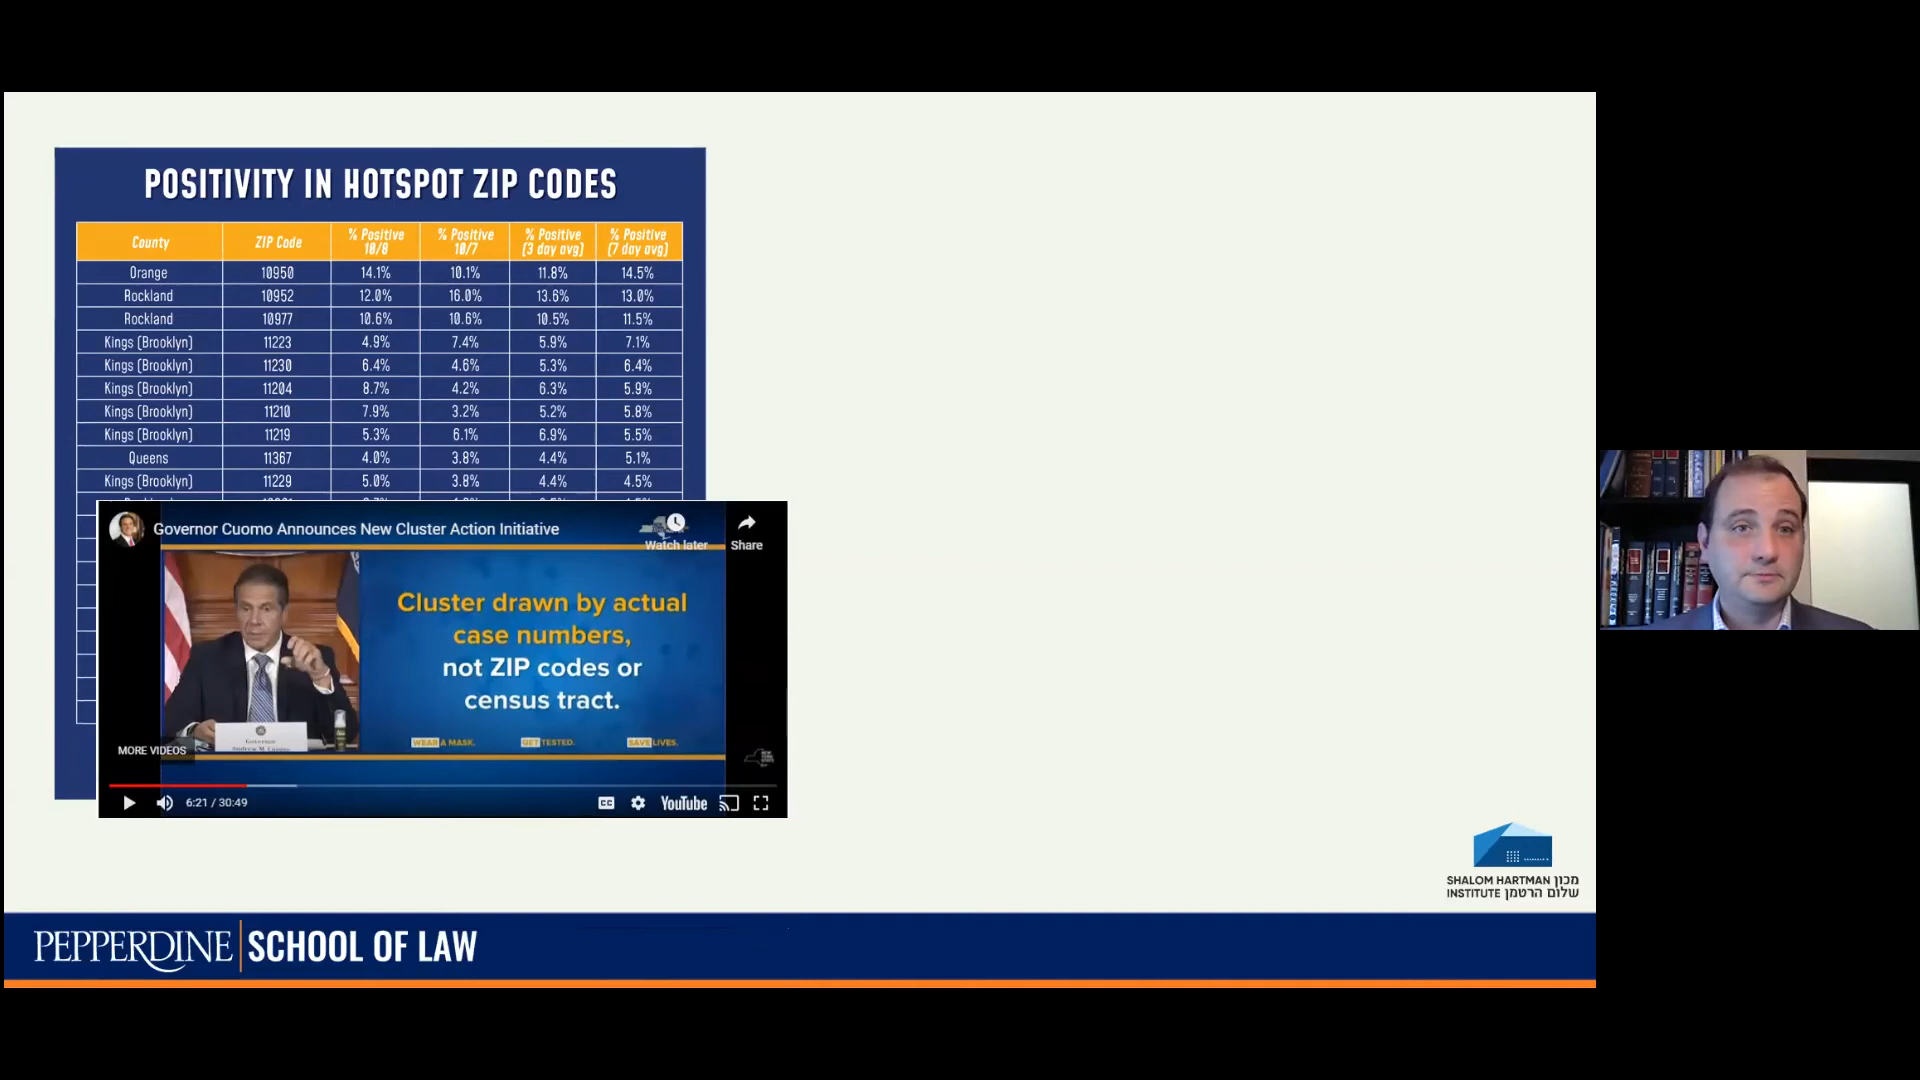 POSITIVITY IN HOTSPOT ZIP CODES
County ZIP Code % Positive 10/8 % Positive 10/7 % Positive (3 day avg) % Positive (7 day avg)
Orange 10950 14.1% 10.1% 11.8% 14.5%
Rockland 10952 12.0% 16.0% 13.6% 13.0%
Rockland 10977 10.6% 10.6% 10.5% 11.5%
Kings (Brooklyn) 11223 4.9% 7.4% 5.9% 7.1%
Kings (Brooklyn) 11230 6.4% 4.6% 5.3% 6.4%
Kings (Brooklyn) 11204 8.7% 4.2% 6.3% 5.9%
Kings (Brooklyn) 11210 7.9% 3.2% 5.2% 5.8%
Kings (Brooklyn) 11219 5.3% 6.1% 6.9% 5.5%
Queens 11367 4.0% 3.8% 4.4% 5.1%
Kings (Brooklyn) 11229 5.0% 3.8% 4.4% 4.5%
Governor Cuomo Announces New Cluster Action Initiative
Watch later Share
Cluster drawn by actual
case numbers,
not ZIP codes or
census tract.
Governor
Andrew M. Cuomo
WEAR A MASK. GET TESTED. SAVE LIVES.
MORE VIDEOS
6:21 / 30:49 CC YouTube
SHALOM HARTMAN מכון
INSTITUTE שלום הרטמן
PEPPERDINE | SCHOOL OF LAW